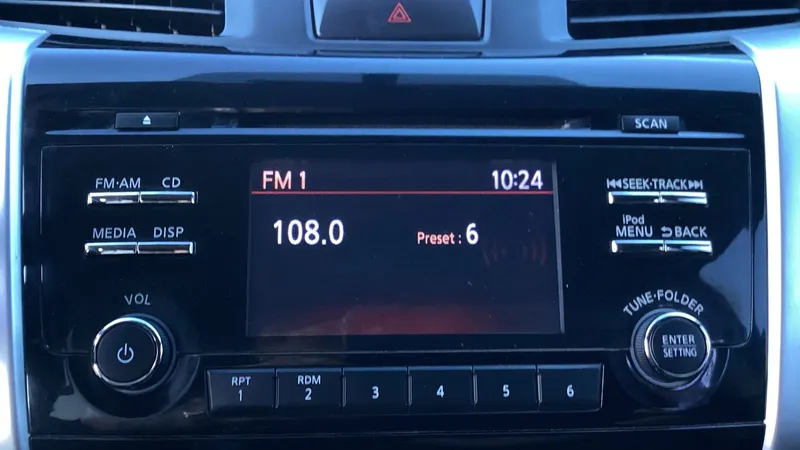 SCAN
FM·AM CD
FM 1 10:24
⏮SEEK·TRACK⏭
108.0 Preset : 6
iPod
MEDIA DISP
MENU ⮌BACK
VOL
TUNE·FOLDER
ENTER
SETTING
RPT RDM
1 2 3 4 5 6